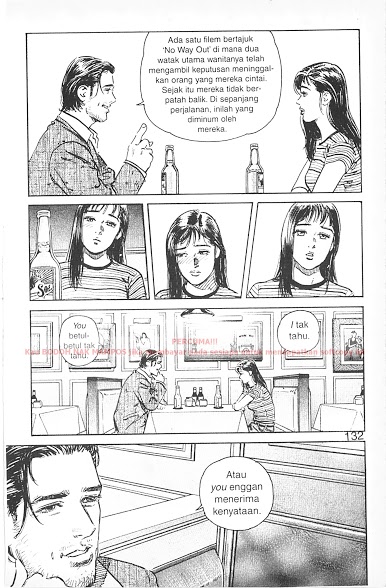 Ada satu filem bertajuk
'No Way Out' di mana dua
watak utama wanitanya telah
mengambil keputusan meninggal-
kan orang yang mereka cintai.
Sejak itu mereka tidak ber-
patah balik. Di sepanjang
perjalanan, inilah yang
diminum oleh
mereka.
Sol
You
betul-
betul tak
tahu.
I tak
tahu.
PERCUMA!!!
132
Atau
you enggan
menerima
kenyataan.